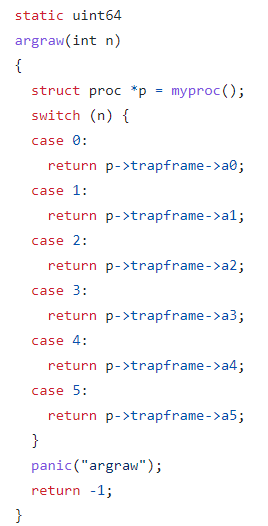 static uint64
argraw(int n)
{
  struct proc *p = myproc();
  switch (n) {
  case 0:
    return p->trapframe->a0;
  case 1:
    return p->trapframe->a1;
  case 2:
    return p->trapframe->a2;
  case 3:
    return p->trapframe->a3;
  case 4:
    return p->trapframe->a4;
  case 5:
    return p->trapframe->a5;
  }
  panic("argraw");
  return -1;
}